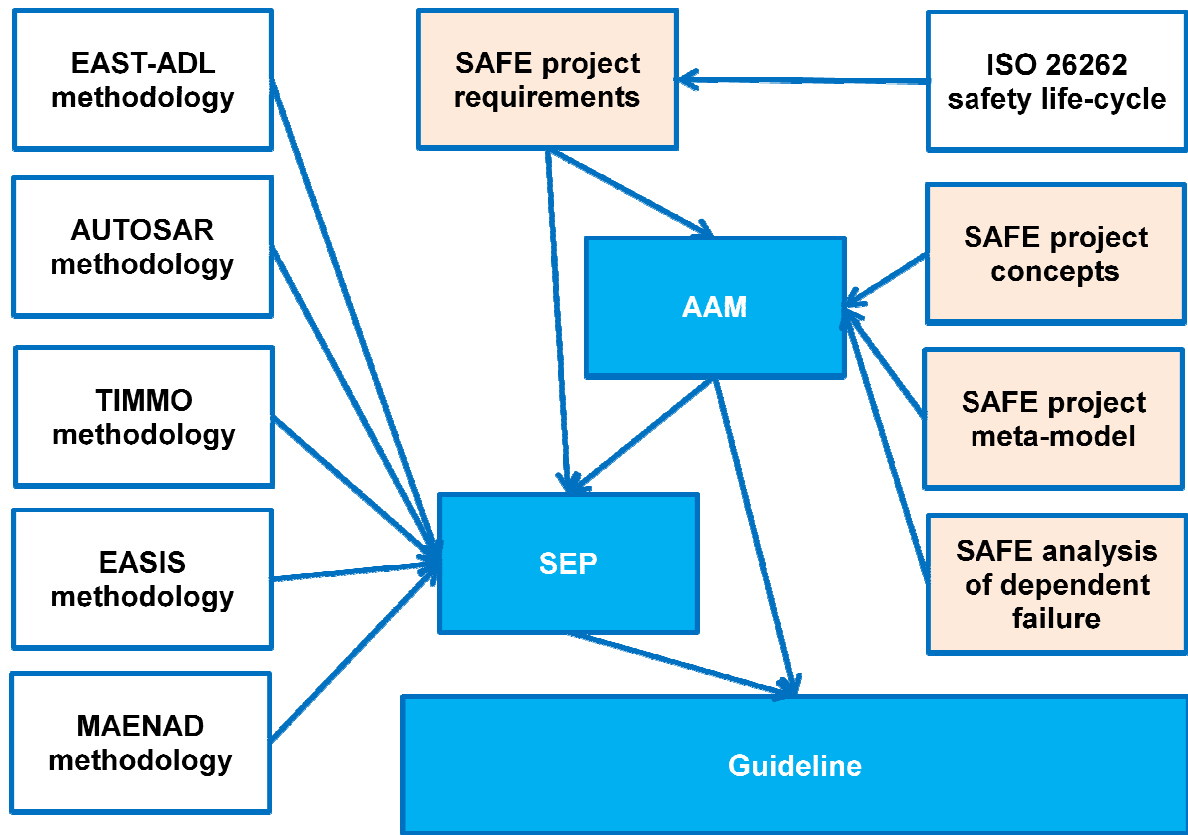 EAST-ADL
methodology
SAFE project
requirements
ISO 26262
safety life-cycle
AUTOSAR
methodology
SAFE project
concepts
AAM
TIMMO
methodology
SAFE project
meta-model
EASIS
methodology
SEP
SAFE analysis
of dependent
failure
MAENAD
methodology
Guideline